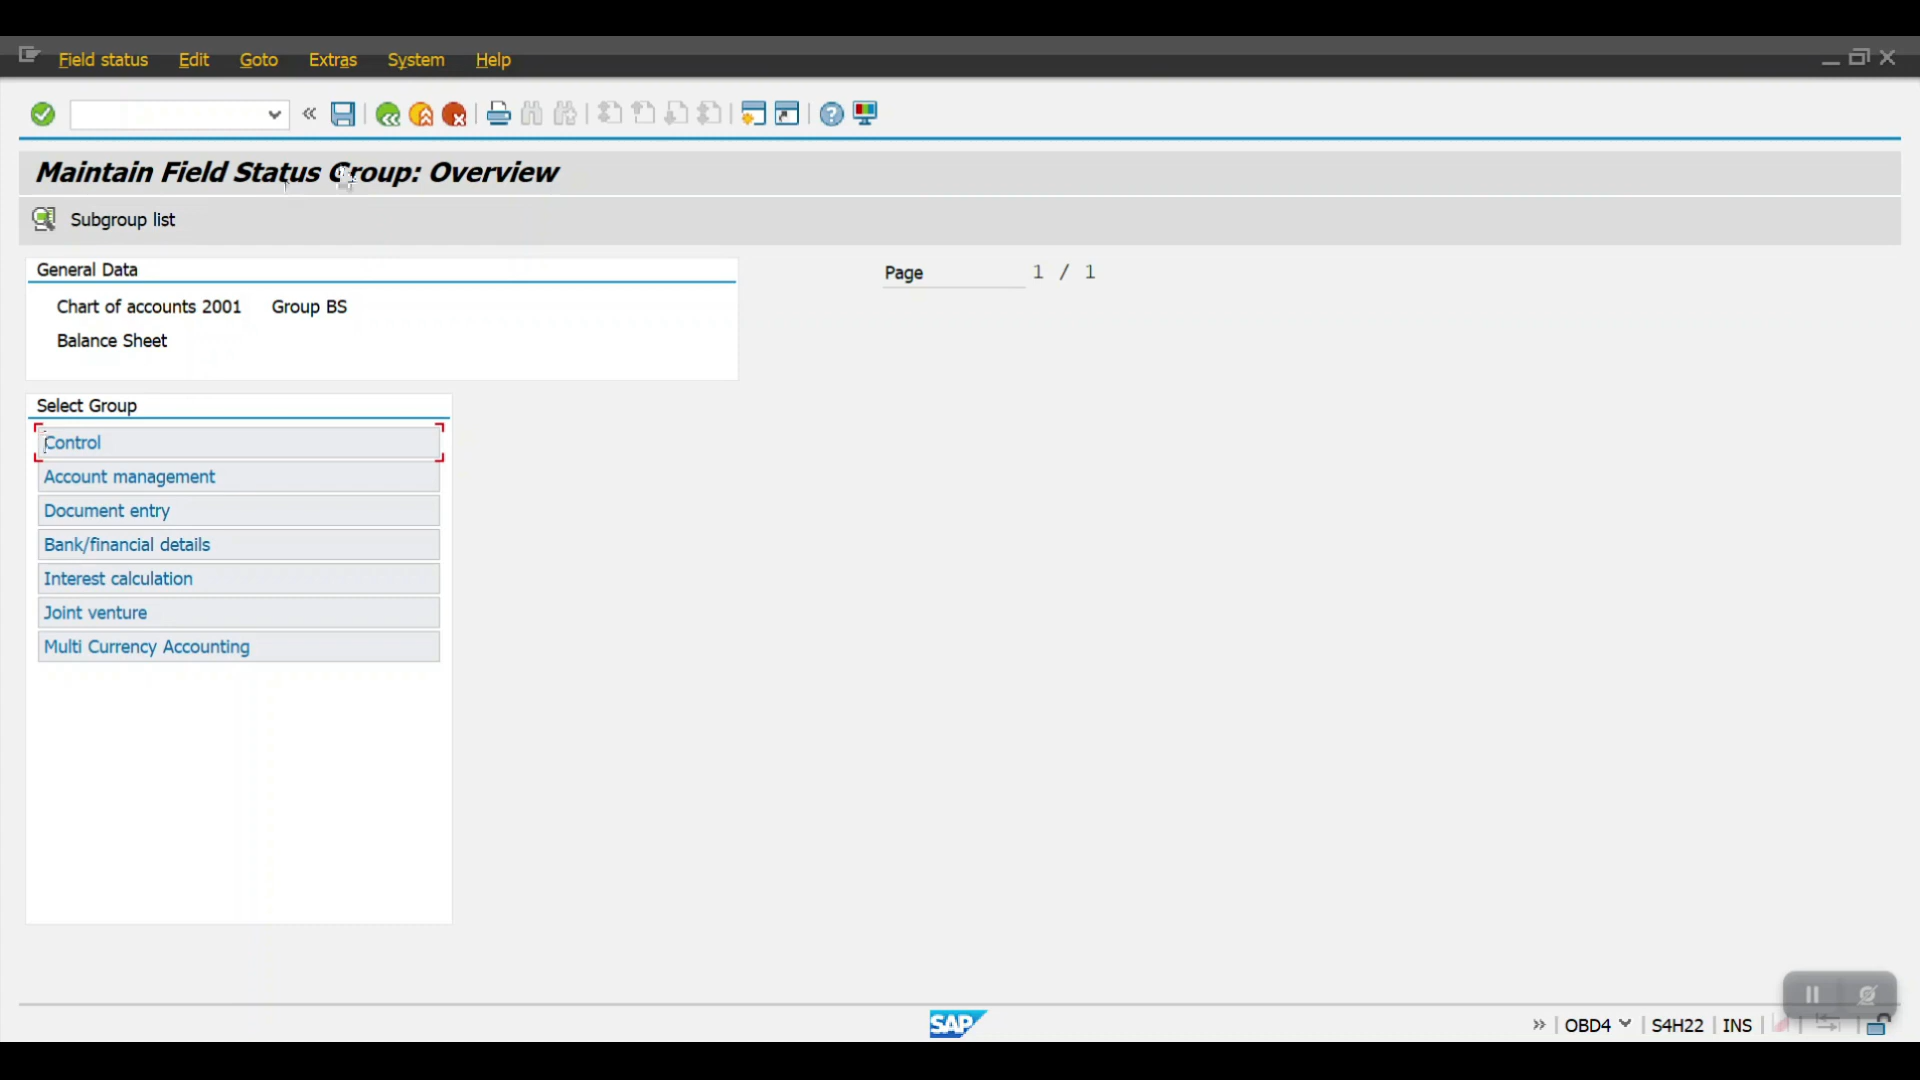 Field status Edit Goto Extras System Help
Maintain Field Status Group: Overview
Subgroup list
General Data
Page 1 / 1
Chart of accounts 2001 Group BS
Balance Sheet
Select Group
Control
Account management
Document entry
Bank/financial details
Interest calculation
Joint venture
Multi Currency Accounting
SAP
OBD4 S4H22 INS